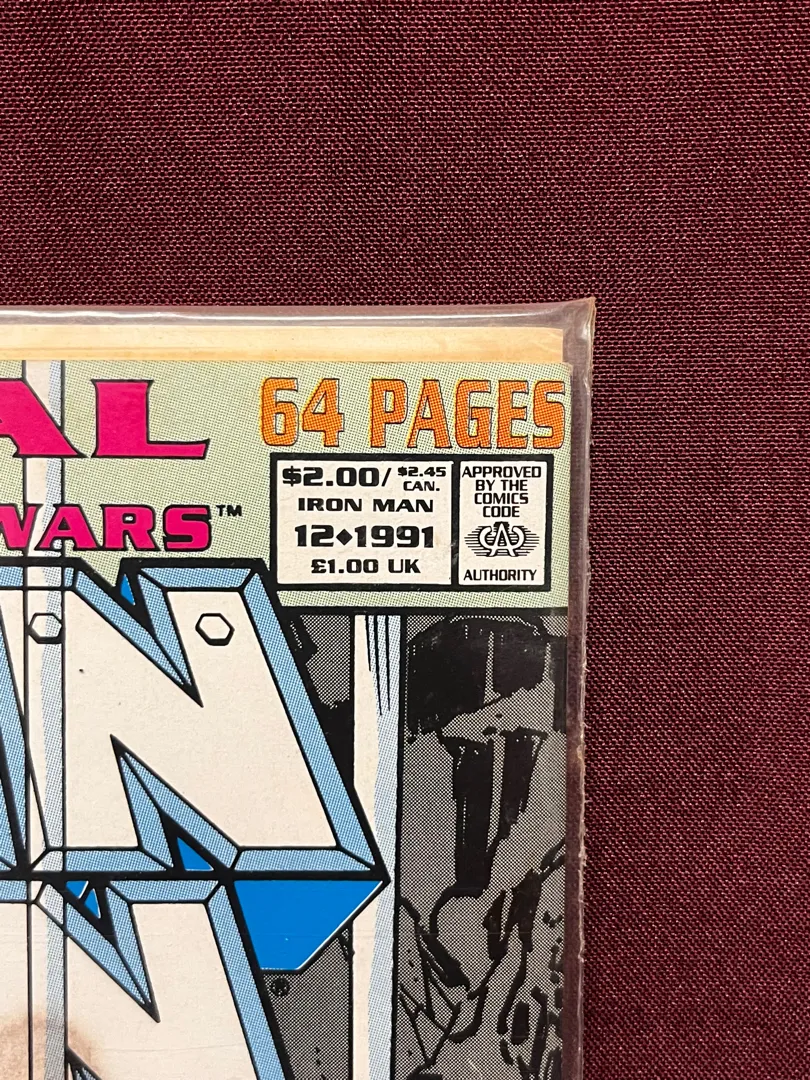 AL
64 PAGES
WARS™
$2.00/ $2.45
CAN.
IRON MAN
12♦1991
£1.00 UK
APPROVED
BY THE
COMICS
CODE
CA
AUTHORITY
N
N
®